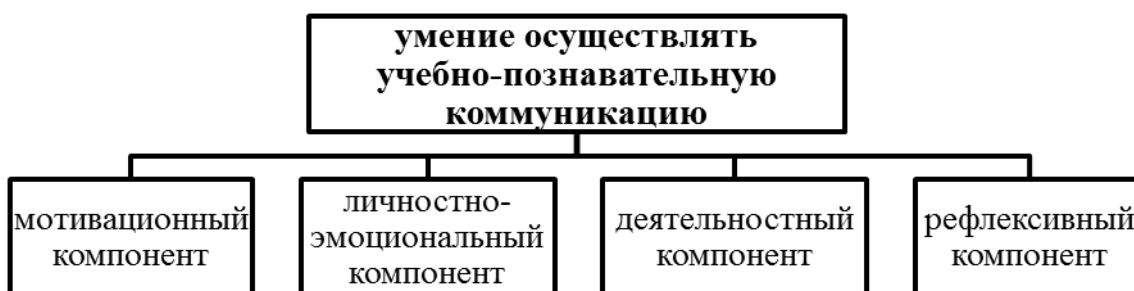 умение осуществлять
учебно-познавательную
коммуникацию
мотивационный
компонент
личностно-
эмоциональный
компонент
деятельностный
компонент
рефлексивный
компонент